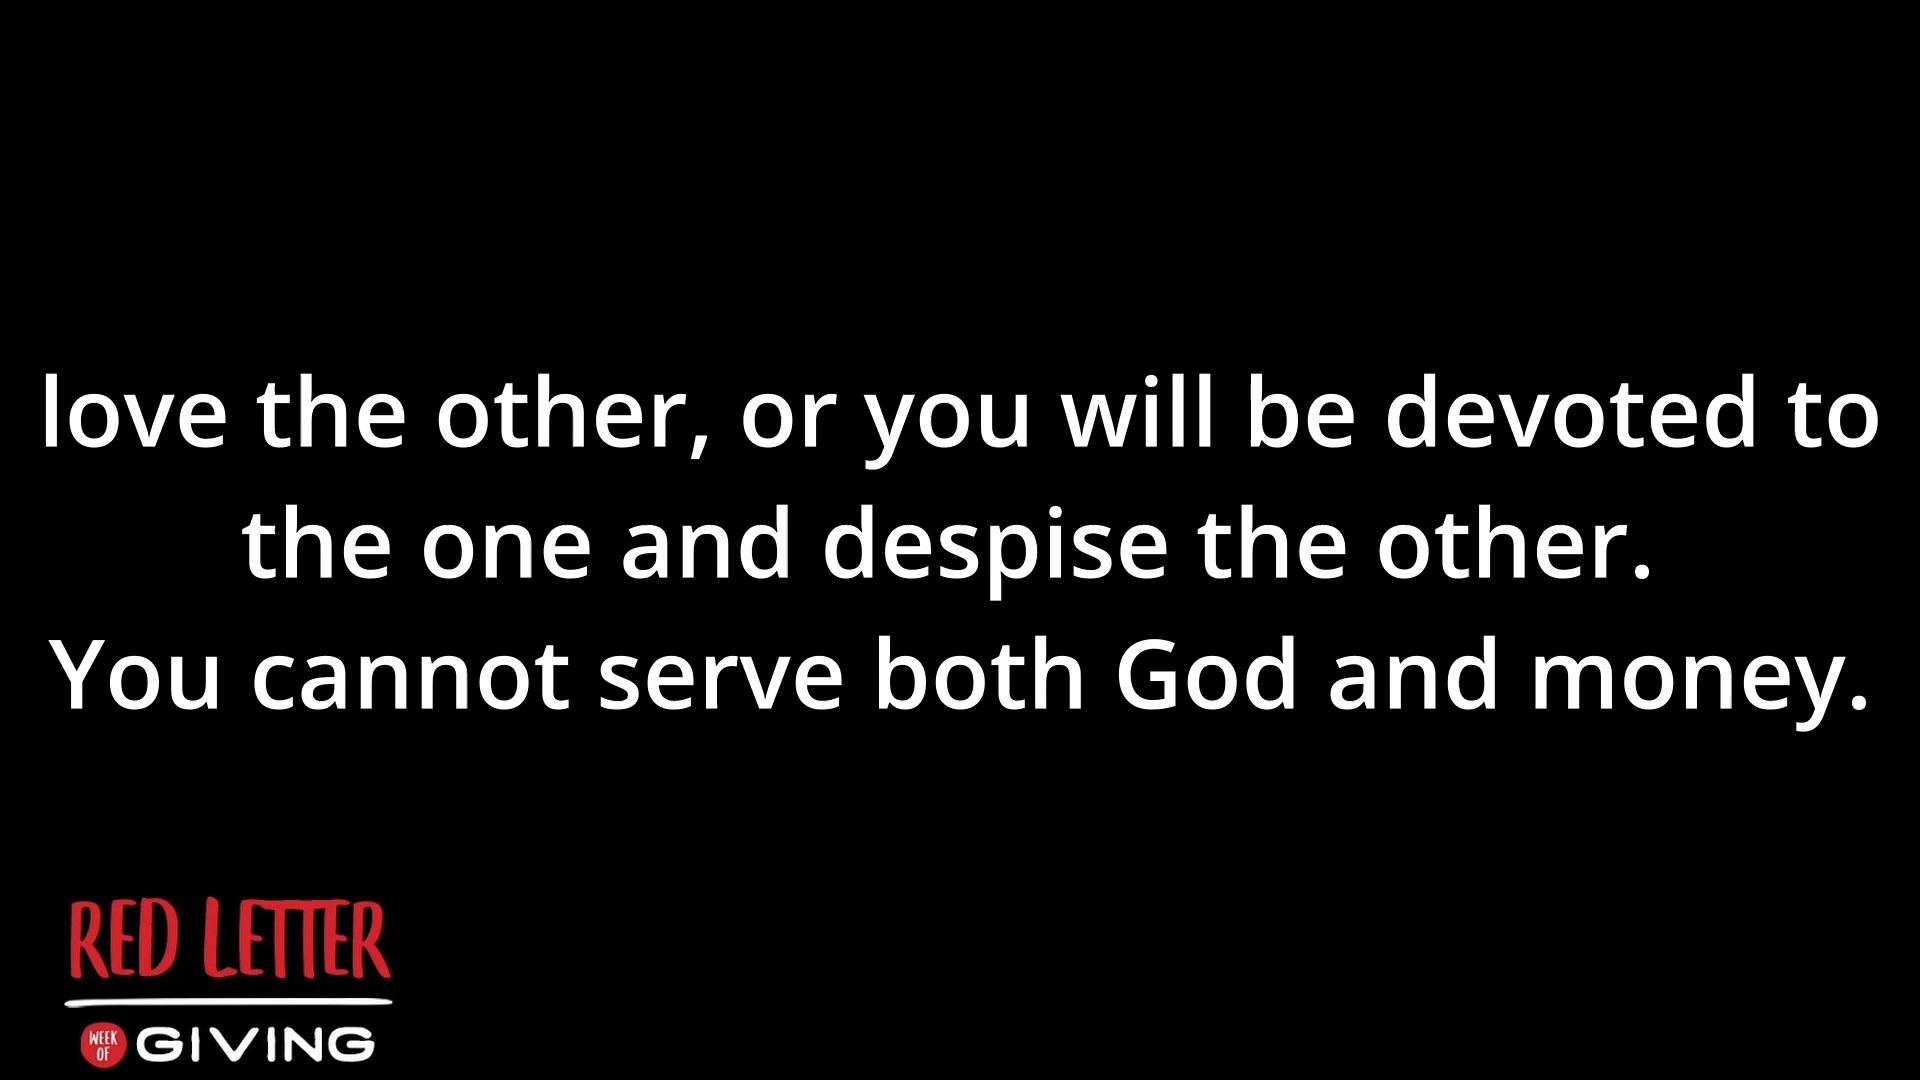 love the other, or you will be devoted to
the one and despise the other.
You cannot serve both God and money.
RED LETTER
WEEK
OF
GIVING